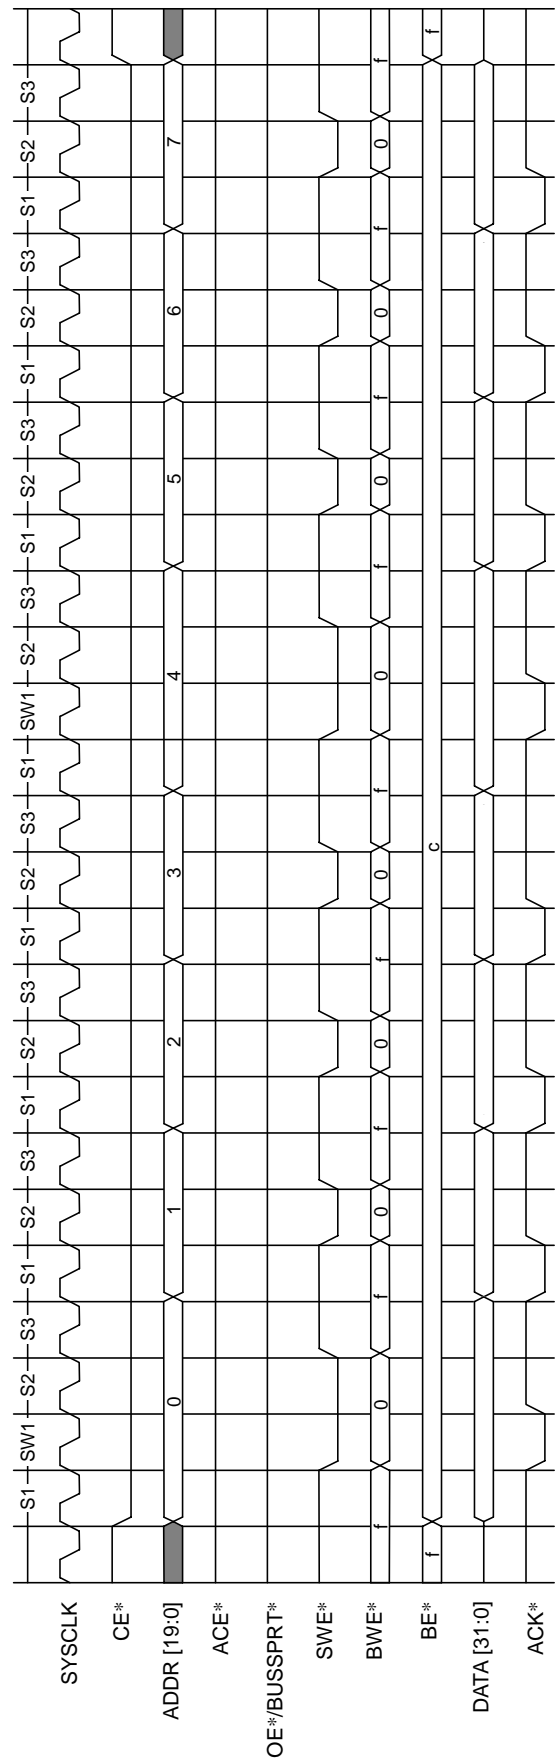 S1 SW1 S2 S3 S1 S2 S3 S1 S2 S3 S1 S2 S3 S1 SW1 S2 S3 S1 S2 S3 S1 S2 S3 S1 S2 S3
SYSCLK
CE*
ADDR [19:0] 0 1 2 3 4 5 6 7
ACE*
OE*/BUSSPRT*
SWE*
BWE* f 0 f 0 f 0 f 0 f 0 f 0 f 0 f 0 f
BE* f c f
DATA [31:0]
ACK*